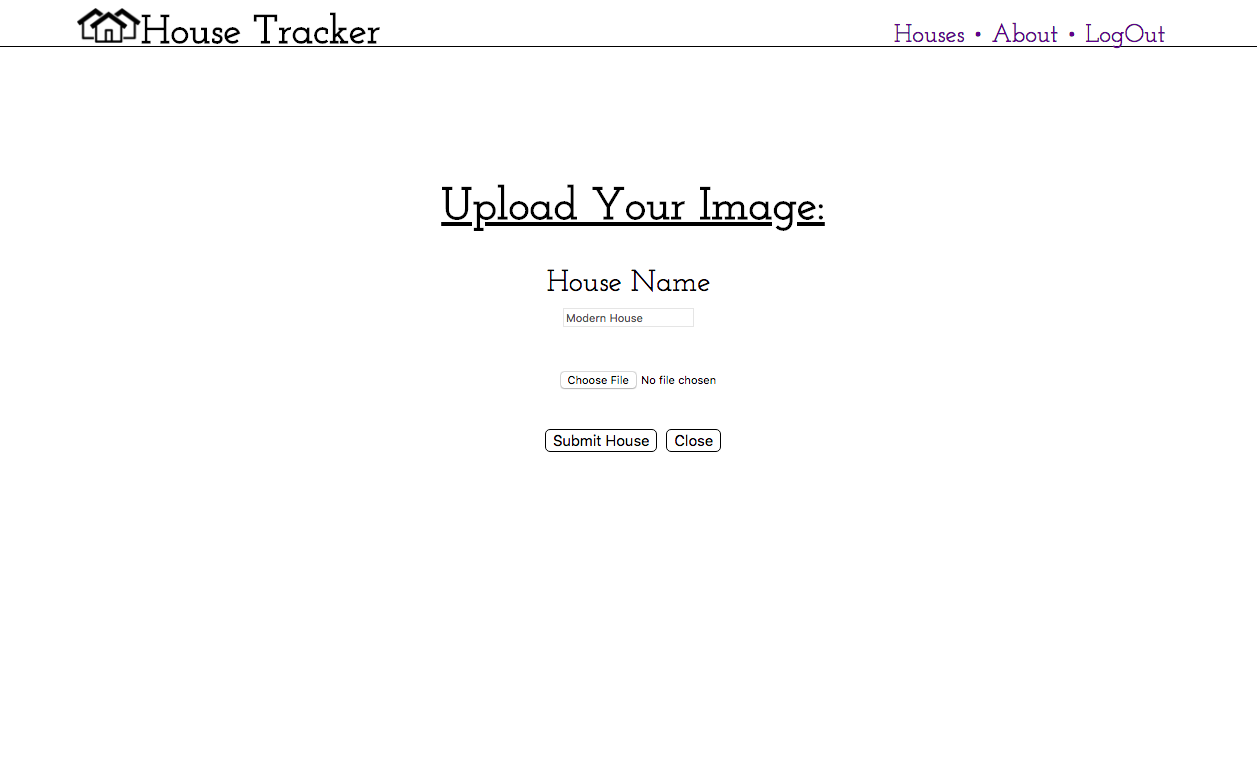 House Tracker
Houses • About • LogOut
Upload Your Image:
House Name
Modern House
Choose File No file chosen
Submit House Close